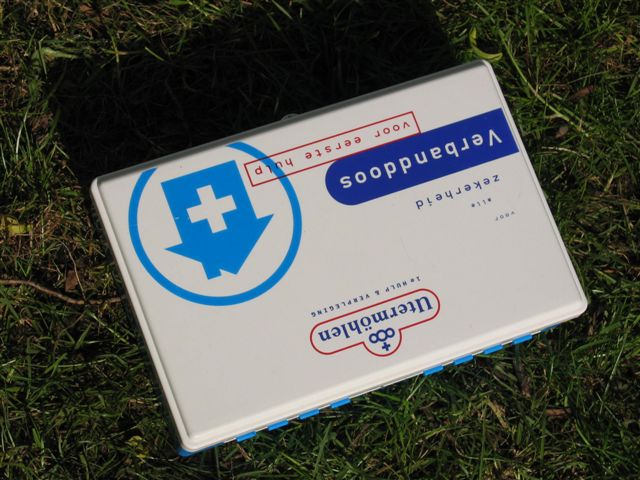 Utermöhlen
1e HULP & VERPLEGING
voor
alle
zekerheid
Verbanddoos
voor eerste hulp